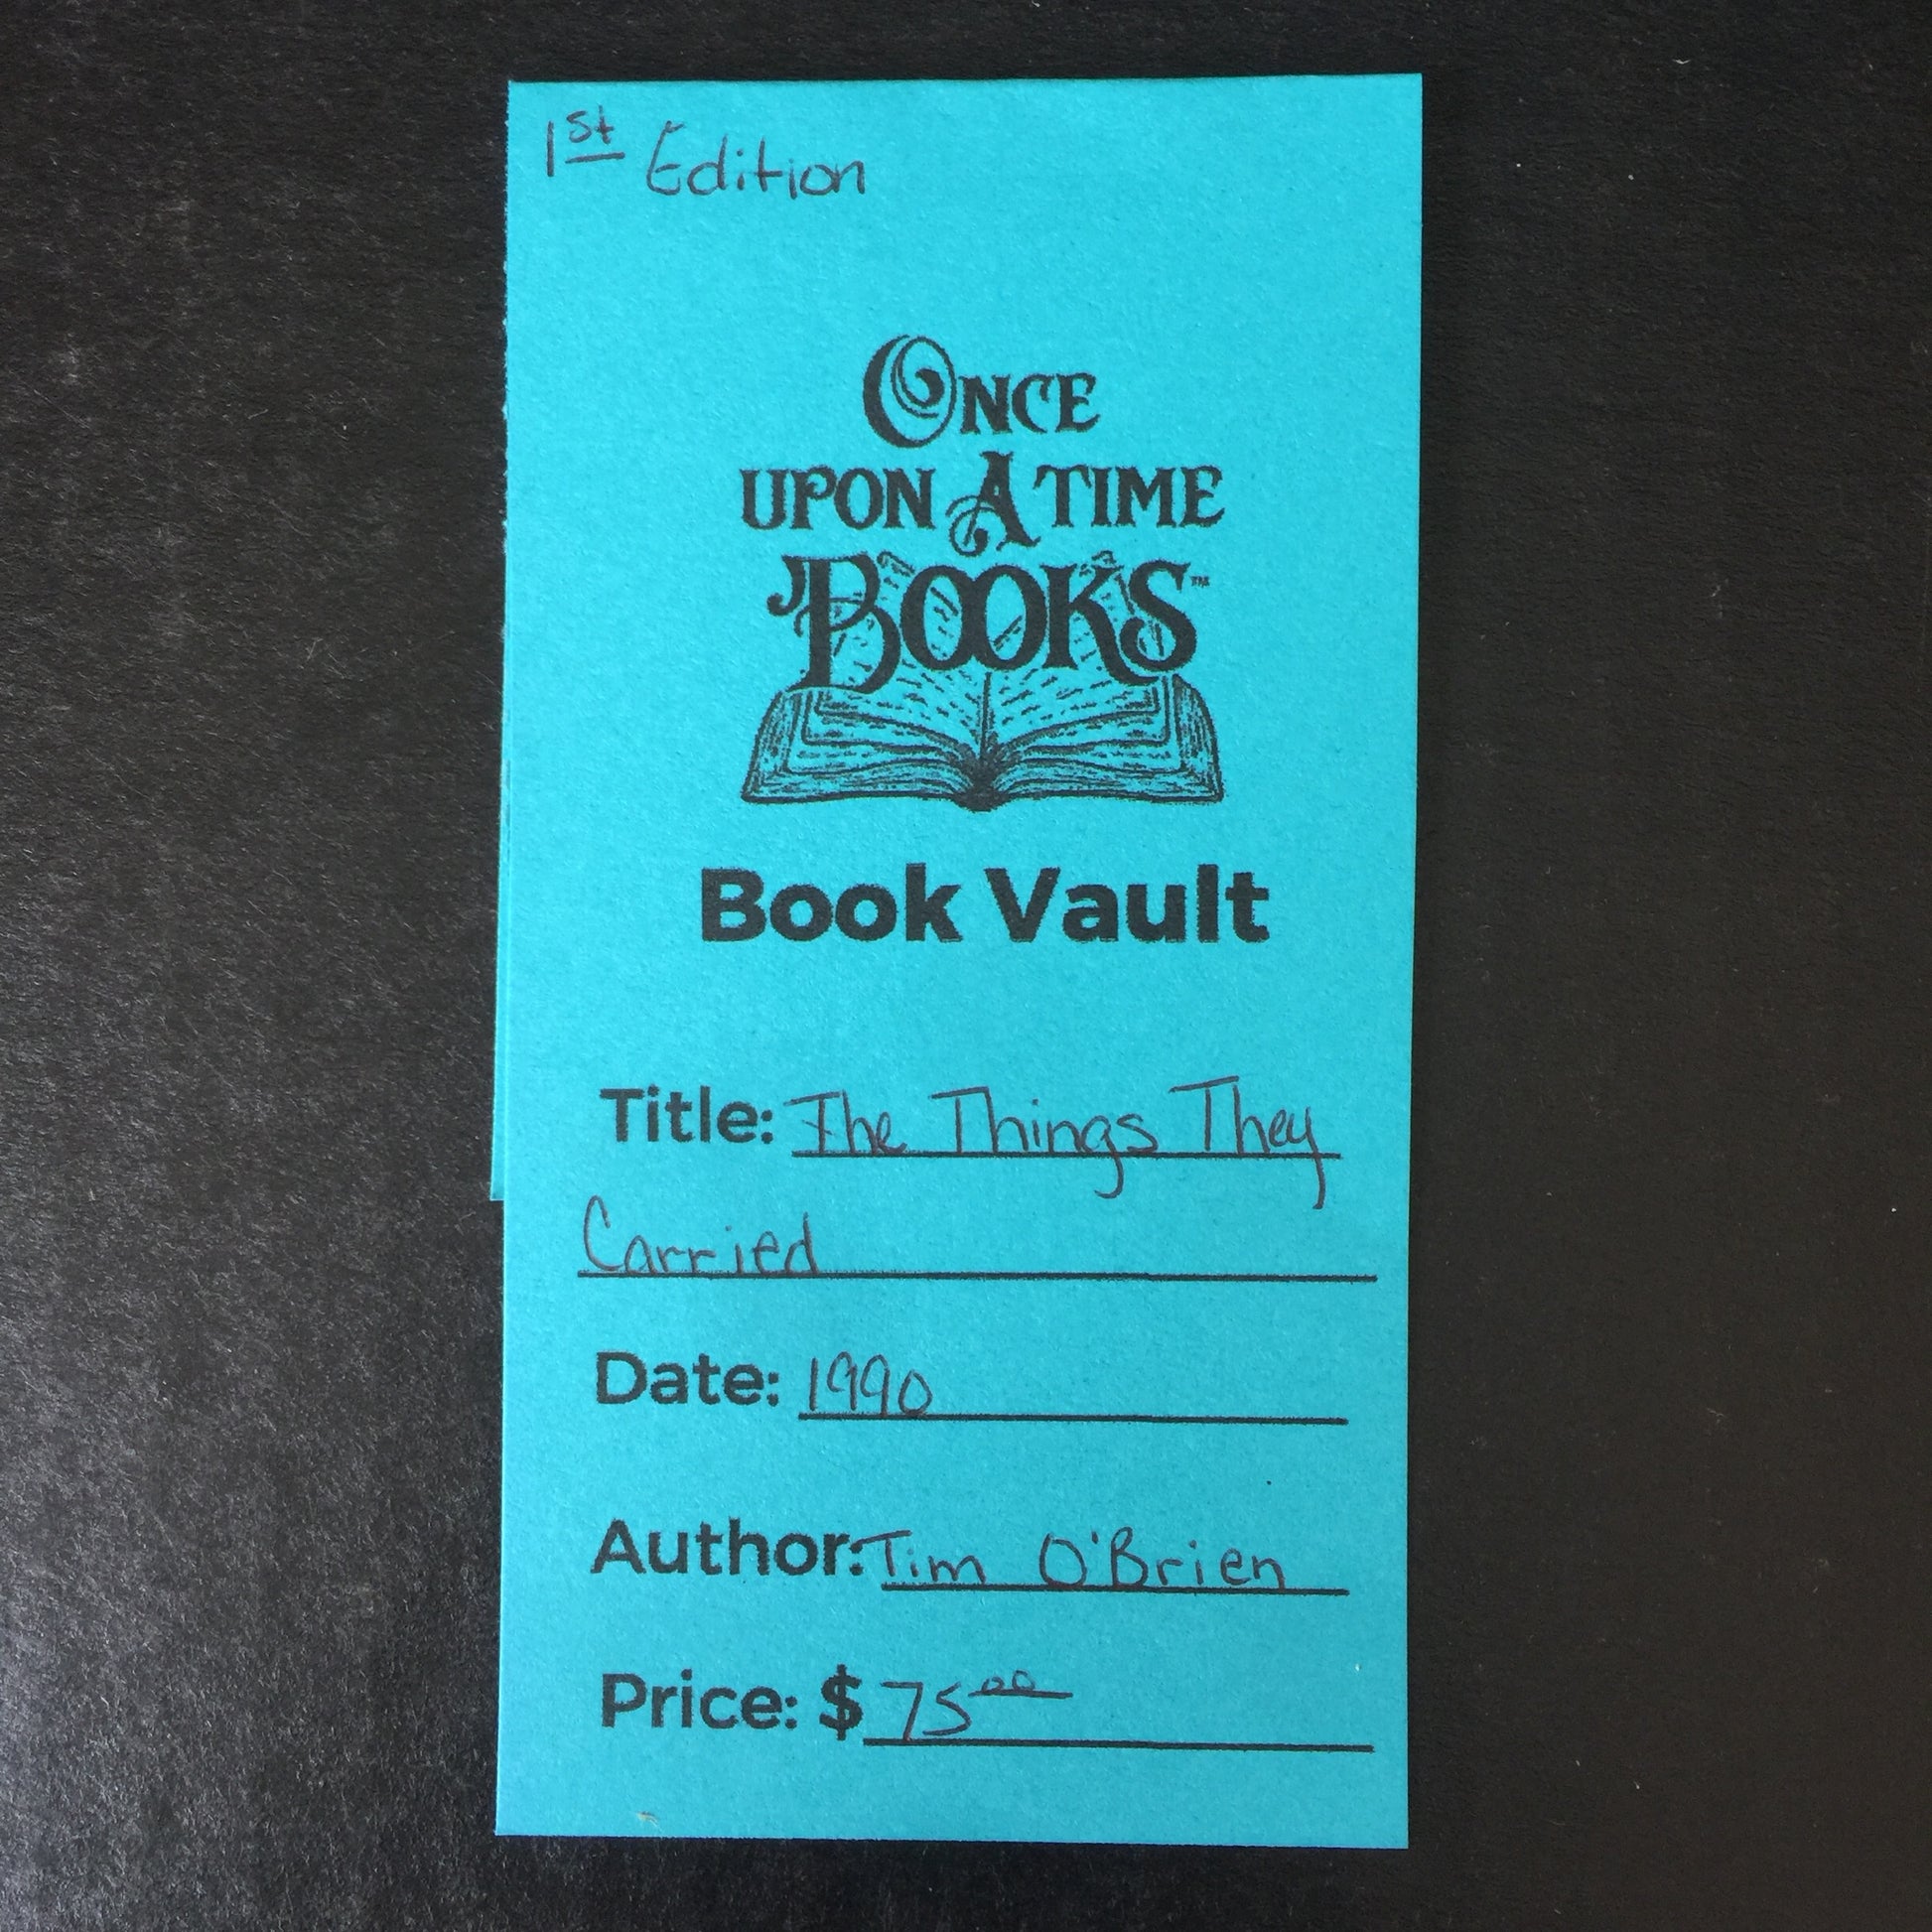 1st Edition
ONCE
UPON A TIME
BOOKS™
Book Vault
Title: The Things They
Carried
Date: 1990
Author: Tim O'Brien
Price: $ 75 00